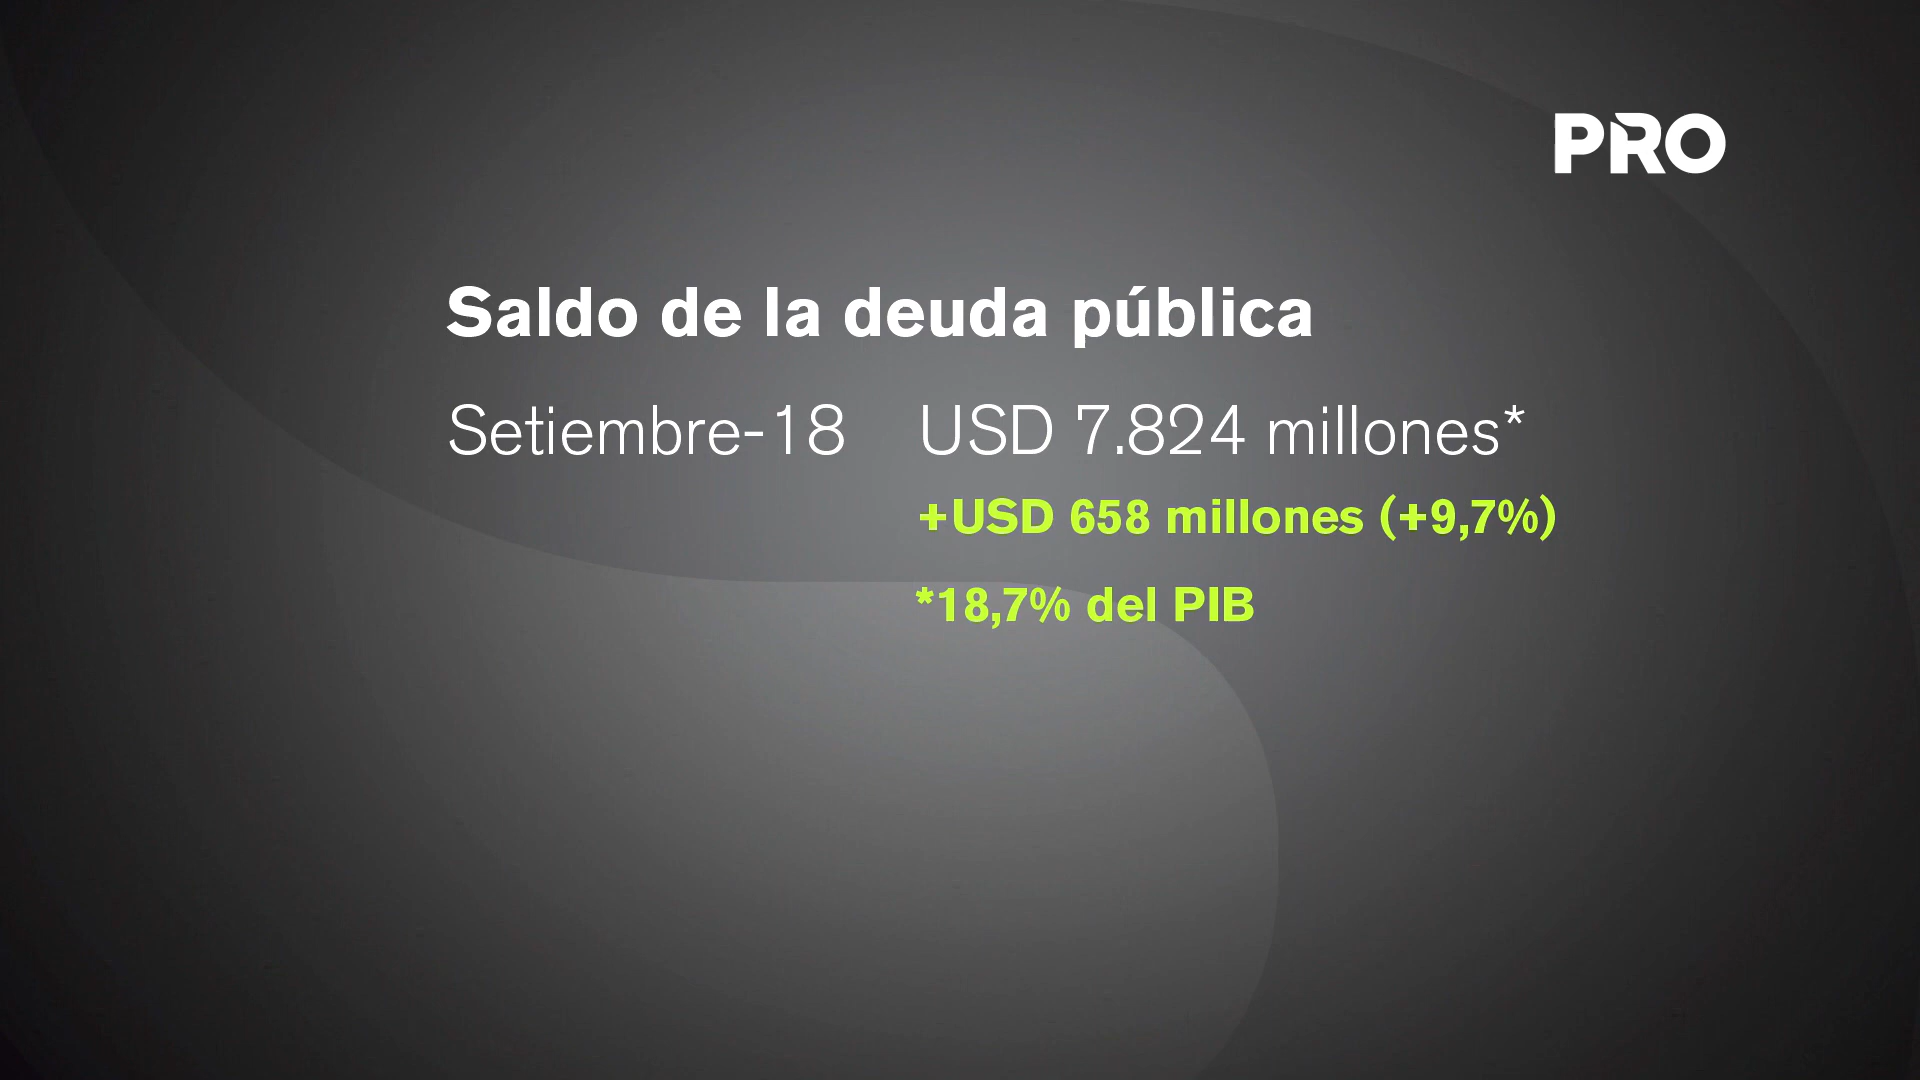 PRO
Saldo de la deuda pública
Setiembre-18 USD 7.824 millones*
+USD 658 millones (+9,7%)
*18,7% del PIB